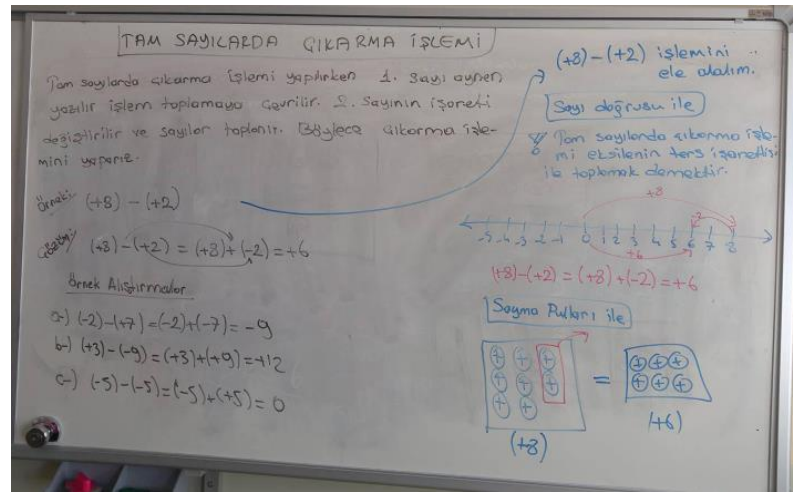 TAM SAYILARDA ÇIKARMA İŞLEMİ
Tam sayılarda çıkarma işlemi yapılırken 1. sayı aynen
yazılır işlem toplamaya çevrilir. 2. Sayının işareti
değiştirilir ve sayılar toplanır. Böylece çıkarma işle-
mini yaparız.
Örnek:
(+8) - (+2)
Çözüm:
(+8) - (+2) = (+8) + (-2) = +6
Örnek Alıştırmalar
a-) (-2) - (+7) = (-2) + (-7) = -9
b-) (+3) - (-9) = (+3) + (+9) = +12
c-) (-5) - (-5) = (-5) + (+5) = 0
(+8) - (+2) işlemini
ele alalım.
Sayı doğrusu ile
Tam sayılarda çıkarma işle-
mi eksilenin ters işaretlisi
ile toplamak demektir.
+8
-2
-5 -4 -3 -2 -1 0 1 2 3 4 5 6 7 8
+6
(+8) - (+2) = (+8) + (-2) = +6
Sayma Pulları ile
+ + + + + +
=
+ + +
+ + + + + +
+ +
(+8)
(+6)